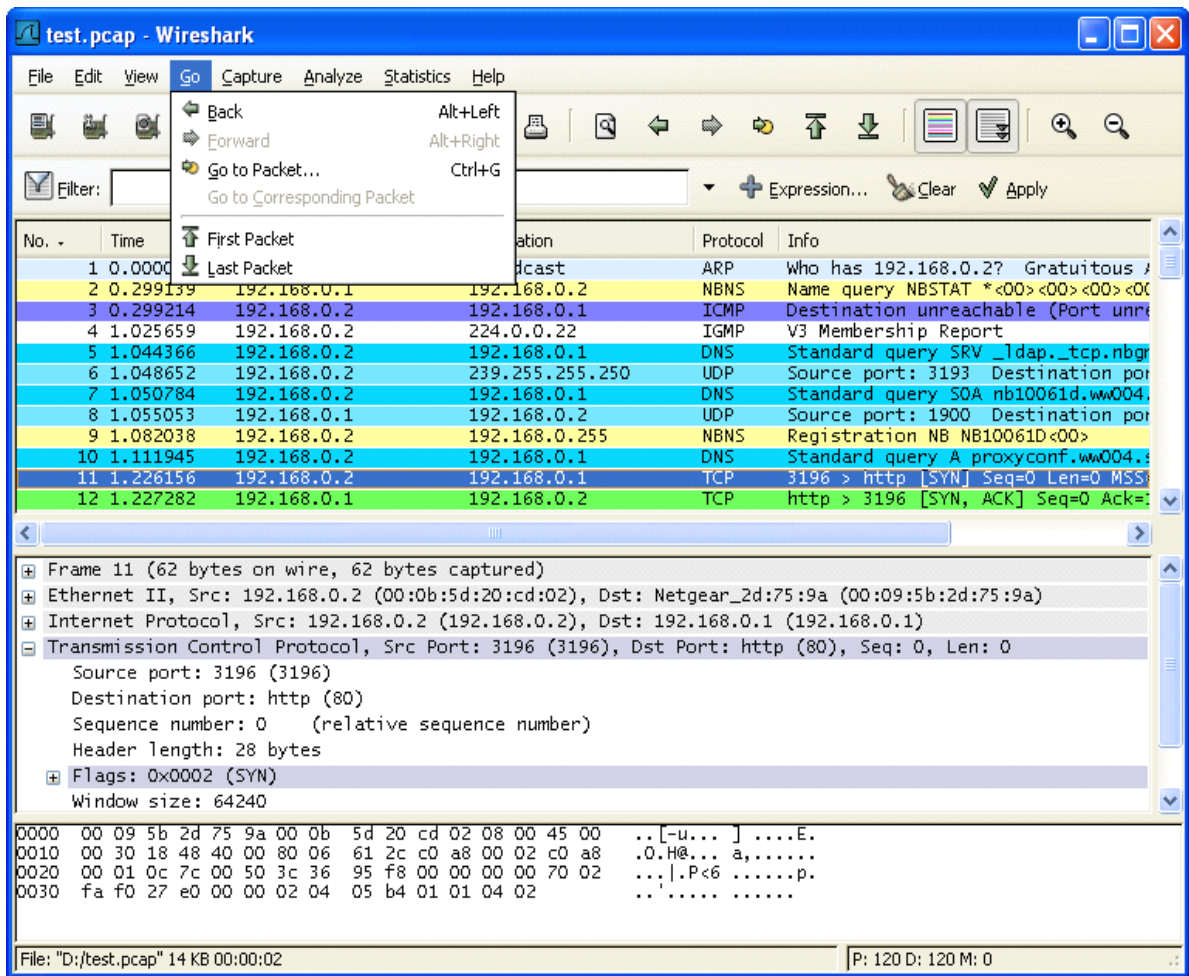 test.pcap - Wireshark
File Edit View Go Capture Analyze Statistics Help
Back Alt+Left
Forward Alt+Right
Go to Packet... Ctrl+G
Go to Corresponding Packet
First Packet
Last Packet
Filter: Expression... Clear Apply
No. Time Protocol Info
1 ARP Who has 192.168.0.2? Gratuitous
2 0.299139 192.168.0.1 192.168.0.2 NBNS Name query NBSTAT *<00><00><00><00
3 0.299214 192.168.0.2 192.168.0.1 ICMP Destination unreachable (Port unre
4 1.025659 192.168.0.2 224.0.0.22 IGMP V3 Membership Report
5 1.044366 192.168.0.2 192.168.0.1 DNS Standard query SRV _ldap._tcp.nbgm
6 1.048652 192.168.0.2 239.255.255.250 UDP Source port: 3193 Destination por
7 1.050784 192.168.0.2 192.168.0.1 DNS Standard query SOA nb10061d.ww004.
8 1.055053 192.168.0.1 192.168.0.2 UDP Source port: 1900 Destination por
9 1.082038 192.168.0.2 192.168.0.255 NBNS Registration NB NB10061D<00>
10 1.111945 192.168.0.2 192.168.0.1 DNS Standard query A proxyconf.ww004.s
11 1.226156 192.168.0.2 192.168.0.1 TCP 3196 > http [SYN] Seq=0 Len=0 MSS=
12 1.227282 192.168.0.1 192.168.0.2 TCP http > 3196 [SYN, ACK] Seq=0 Ack=1
Frame 11 (62 bytes on wire, 62 bytes captured)
Ethernet II, Src: 192.168.0.2 (00:0b:5d:20:cd:02), Dst: Netgear_2d:75:9a (00:09:5b:2d:75:9a)
Internet Protocol, Src: 192.168.0.2 (192.168.0.2), Dst: 192.168.0.1 (192.168.0.1)
Transmission Control Protocol, Src Port: 3196 (3196), Dst Port: http (80), Seq: 0, Len: 0
Source port: 3196 (3196)
Destination port: http (80)
Sequence number: 0 (relative sequence number)
Header length: 28 bytes
Flags: 0x0002 (SYN)
Window size: 64240
0000 00 09 5b 2d 75 9a 00 0b 5d 20 cd 02 08 00 45 00 ..[-u... ] ....E.
0010 00 30 18 48 40 00 80 06 61 2c c0 a8 00 02 c0 a8 .0.H@... a,......
0020 00 01 0c 7c 00 50 3c 36 95 f8 00 00 00 00 70 02 ...|.P<6 ......p.
0030 fa f0 27 e0 00 00 02 04 05 b4 01 01 04 02 ..'..... ......
File: "D:/test.pcap" 14 KB 00:00:02 P: 120 D: 120 M: 0